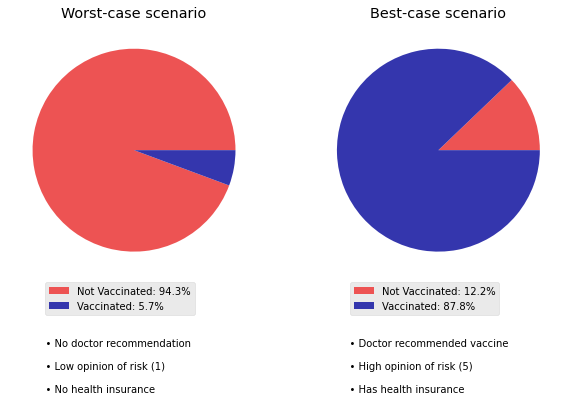 Worst-case scenario
Not Vaccinated: 94.3%
Vaccinated: 5.7%
• No doctor recommendation
• Low opinion of risk (1)
• No health insurance
Best-case scenario
Not Vaccinated: 12.2%
Vaccinated: 87.8%
• Doctor recommended vaccine
• High opinion of risk (5)
• Has health insurance